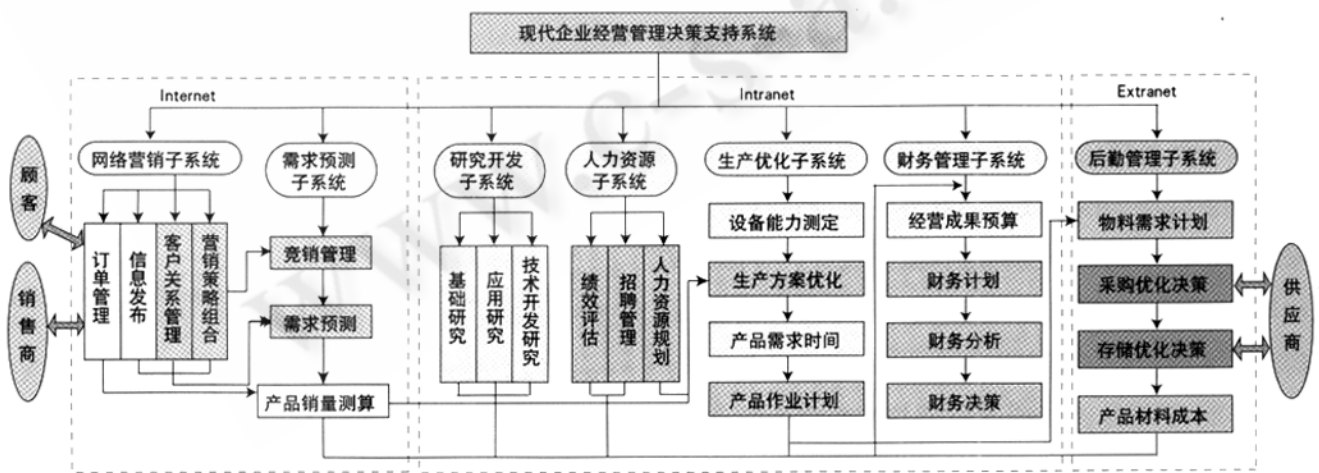 现代企业经营管理决策支持系统
Internet
Intranet
Extranet
顾客
销售商
网络营销子系统
订单管理
信息发布
客户关系管理
营销策略组合
需求预测
子系统
竞销管理
需求预测
产品销量测算
研究开发
子系统
基础研究
应用研究
技术开发研究
人力资源
子系统
绩效评估
招聘管理
人力资源规划
生产优化子系统
设备能力测定
生产方案优化
产品需求时间
产品作业计划
财务管理子系统
经营成果预算
财务计划
财务分析
财务决策
后勤管理子系统
物料需求计划
采购优化决策
存储优化决策
产品材料成本
供应商